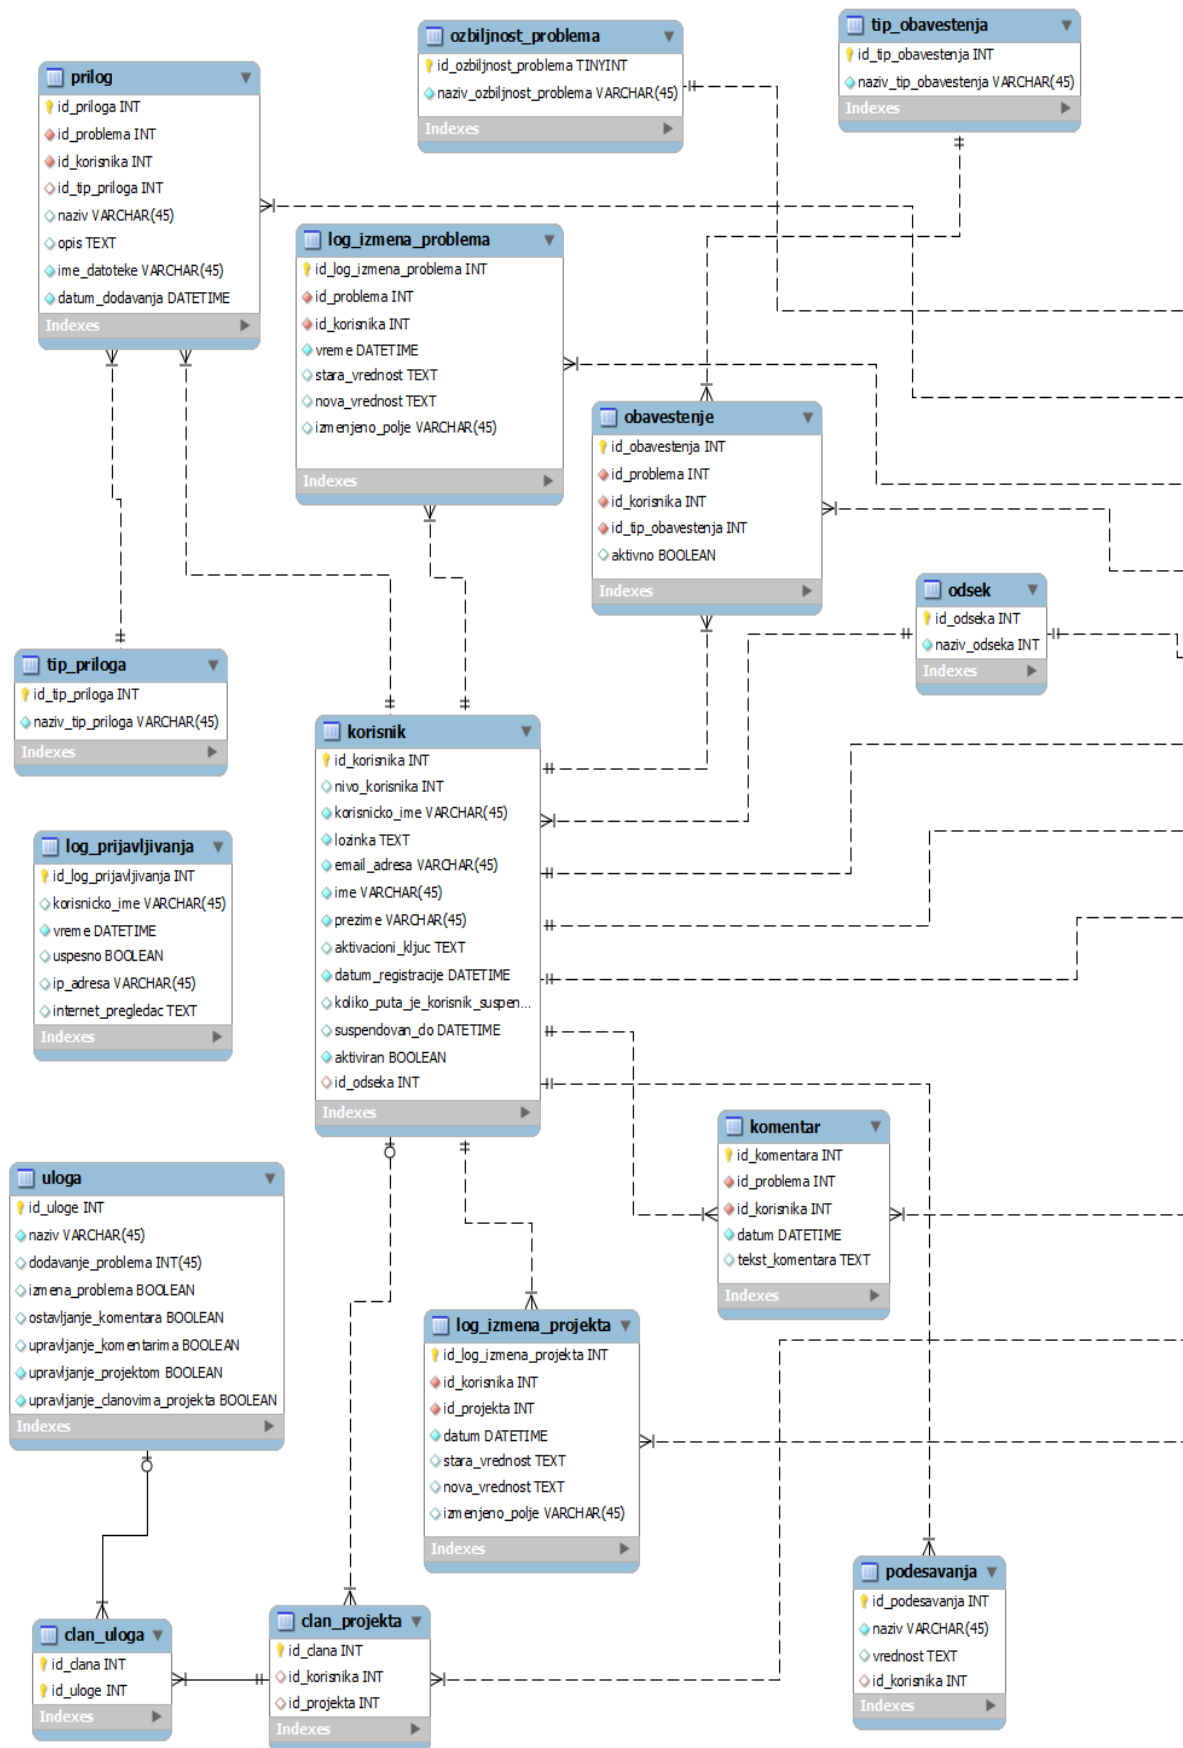 ozbiljnost_problema
id_ozbiljnost_problema TINYINT
naziv_ozbiljnost_problema VARCHAR(45)
Indexes
tip_obavestenja
id_tip_obavestenja INT
naziv_tip_obavestenja VARCHAR(45)
Indexes
prilog
id_priloga INT
id_problema INT
id_korisnika INT
id_tip_priloga INT
naziv VARCHAR(45)
opis TEXT
ime_datoteke VARCHAR(45)
datum_dodavanja DATETIME
Indexes
log_izmena_problema
id_log_izmena_problema INT
id_problema INT
id_korisnika INT
vreme DATETIME
stara_vrednost TEXT
nova_vrednost TEXT
izmenjeno_polje VARCHAR(45)
Indexes
obavestenje
id_obavestenja INT
id_problema INT
id_korisnika INT
id_tip_obavestenja INT
aktivno BOOLEAN
Indexes
odsek
id_odseka INT
naziv_odseka INT
Indexes
tip_priloga
id_tip_priloga INT
naziv_tip_priloga VARCHAR(45)
Indexes
korisnik
id_korisnika INT
nivo_korisnika INT
korisnicko_ime VARCHAR(45)
lozinka TEXT
email_adresa VARCHAR(45)
ime VARCHAR(45)
prezime VARCHAR(45)
aktivacioni_kljuc TEXT
datum_registracije DATETIME
koliko_puta_je_korisnik_suspen...
suspendovan_do DATETIME
aktiviran BOOLEAN
id_odseka INT
Indexes
log_prijavljivanja
id_log_prijavljivanja INT
korisnicko_ime VARCHAR(45)
vreme DATETIME
uspesno BOOLEAN
ip_adresa VARCHAR(45)
internet_pregledac TEXT
Indexes
komentar
id_komentara INT
id_problema INT
id_korisnika INT
datum DATETIME
tekst_komentara TEXT
Indexes
uloga
id_uloge INT
naziv VARCHAR(45)
dodavanje_problema INT(45)
izmena_problema BOOLEAN
ostavljanje_komentara BOOLEAN
upravljanje_komentarima BOOLEAN
upravljanje_projektom BOOLEAN
upravljanje_clanovima_projekta BOOLEAN
Indexes
log_izmena_projekta
id_log_izmena_projekta INT
id_korisnika INT
id_projekta INT
datum DATETIME
stara_vrednost TEXT
nova_vrednost TEXT
izmenjeno_polje VARCHAR(45)
Indexes
podesavanja
id_podesavanja INT
naziv VARCHAR(45)
vrednost TEXT
id_korisnika INT
Indexes
clan_uloga
id_clana INT
id_uloge INT
Indexes
clan_projekta
id_clana INT
id_korisnika INT
id_projekta INT
Indexes